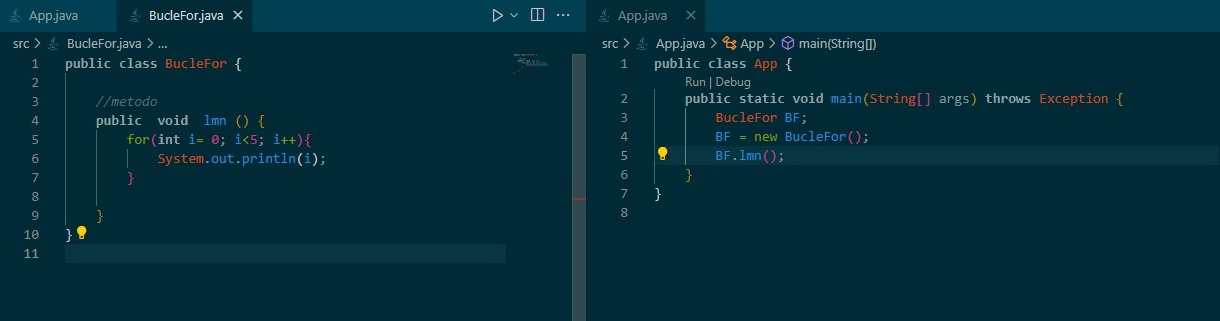 App.java
BucleFor.java
src > BucleFor.java > ...
1 public class BucleFor {
2
3     //metodo
4     public  void  lmn () {
5         for(int i= 0; i<5; i++){
6             System.out.println(i);
7         }
8
9     }
10 }
11
App.java
src > App.java > App > main(String[])
1 public class App {
Run | Debug
2     public static void main(String[] args) throws Exception {
3         BucleFor BF;
4         BF = new BucleFor();
5         BF.lmn();
6     }
7 }
8